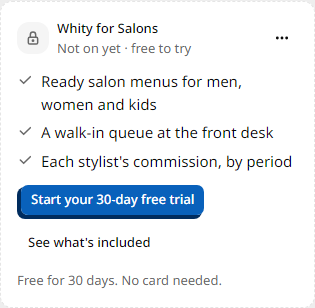 Whity for Salons
Not on yet · free to try
Ready salon menus for men,
women and kids
A walk-in queue at the front desk
Each stylist's commission, by period
Start your 30-day free trial
See what's included
Free for 30 days. No card needed.